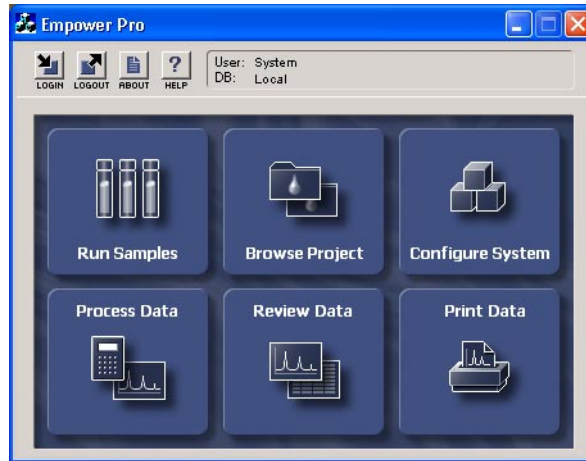 Empower Pro
User: System
DB: Local
LOGIN LOGOUT ABOUT HELP
Run Samples Browse Project Configure System
Process Data Review Data Print Data